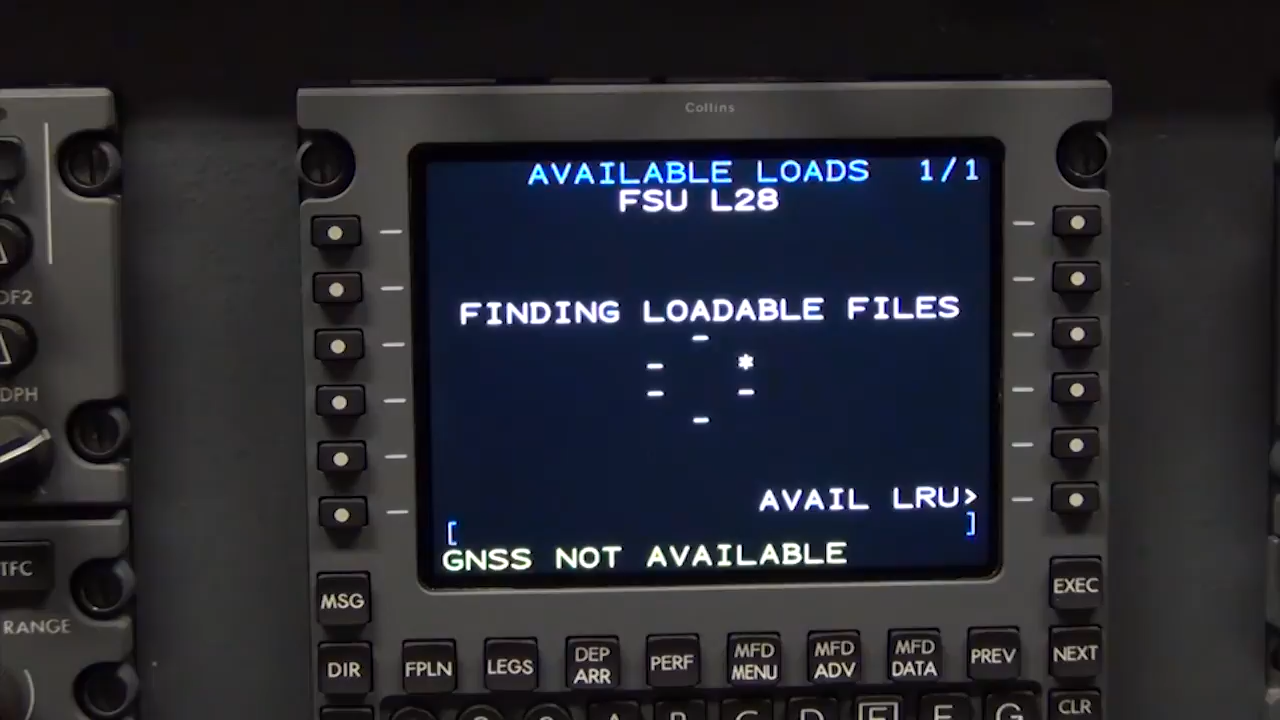 Collins
AVAILABLE LOADS 1/1
FSU L28
FINDING LOADABLE FILES
- 
- *
- -
-
AVAIL LRU>
[ ]
GNSS NOT AVAILABLE
MSG
EXEC
DIR
FPLN
LEGS
DEP
ARR
PERF
MFD
MENU
MFD
ADV
MFD
DATA
PREV
NEXT
CLR
A
B
C
D
E
F
G
A
DF2
DPH
TFC
RANGE